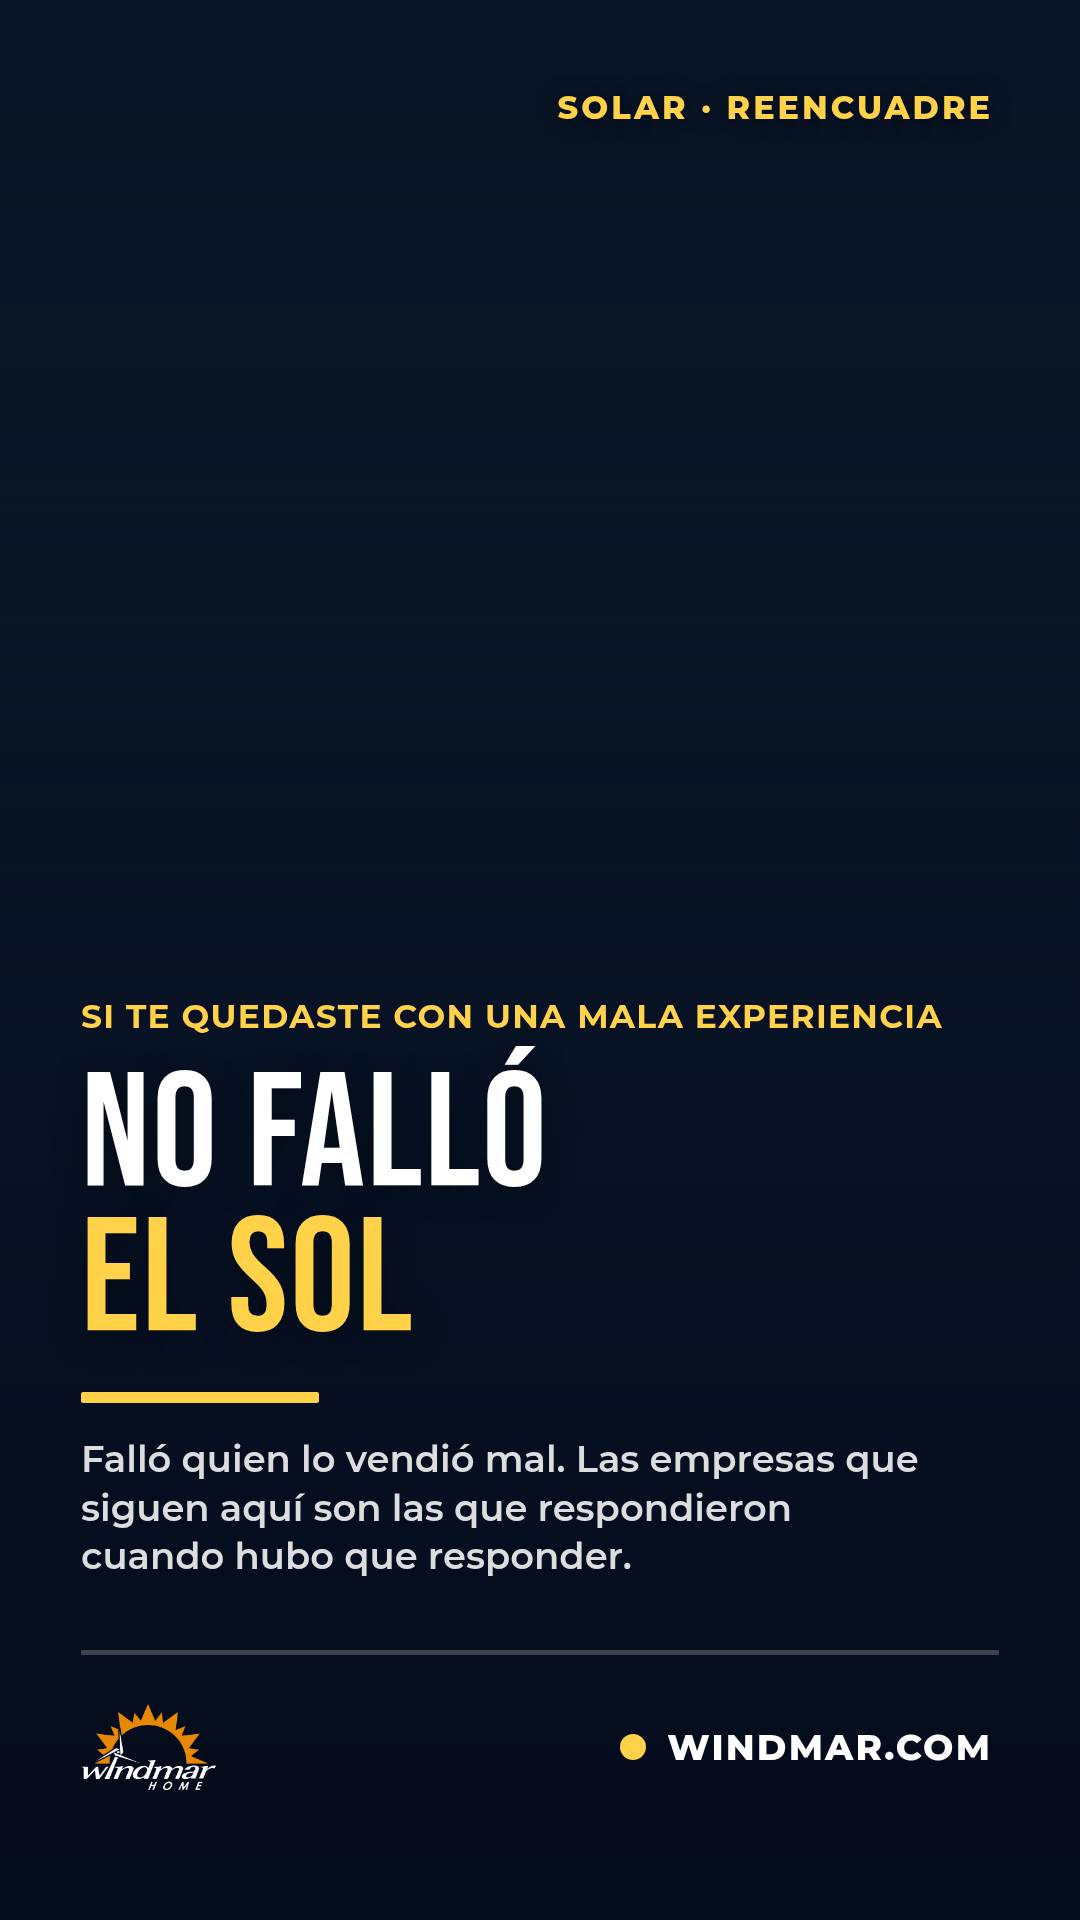 SOLAR · REENCUADRE
SI TE QUEDASTE CON UNA MALA EXPERIENCIA
NO FALLÓ
EL SOL
Falló quien lo vendió mal. Las empresas que
siguen aquí son las que respondieron
cuando hubo que responder.
windmar
HOME
WINDMAR.COM